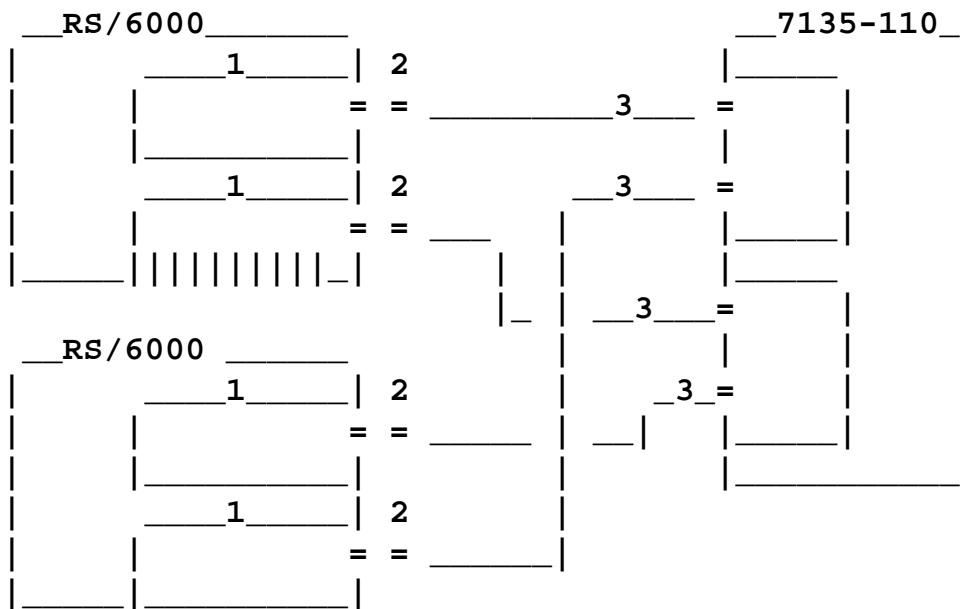 RS/6000 7135-110
1 2
= = 3 =
1 2 3 =
= =
3 =
RS/6000
1 2 3 =
= =
1 2
= =